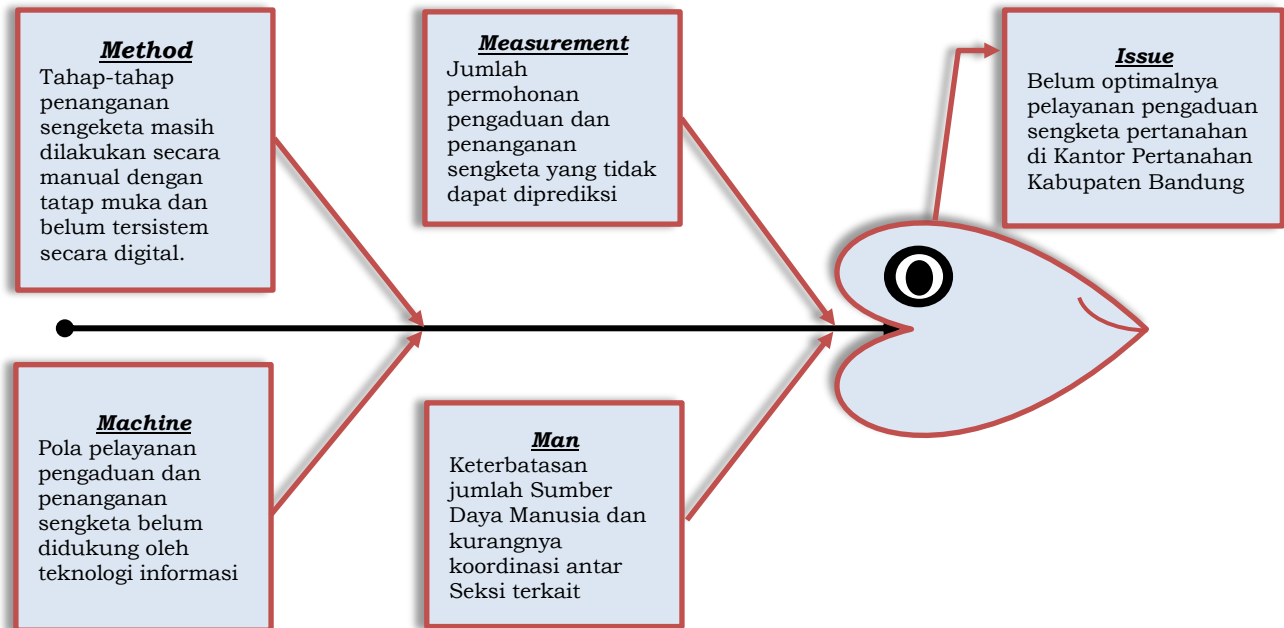 Method
Tahap-tahap
penanganan
sengeketa masih
dilakukan secara
manual dengan
tatap muka dan
belum tersistem
secara digital.
Measurement
Jumlah
permohonan
pengaduan dan
penanganan
sengketa yang tidak
dapat diprediksi
Issue
Belum optimalnya
pelayanan pengaduan
sengketa pertanahan
di Kantor Pertanahan
Kabupaten Bandung
Machine
Pola pelayanan
pengaduan dan
penanganan
sengketa belum
didukung oleh
teknologi informasi
Man
Keterbatasan
jumlah Sumber
Daya Manusia dan
kurangnya
koordinasi antar
Seksi terkait